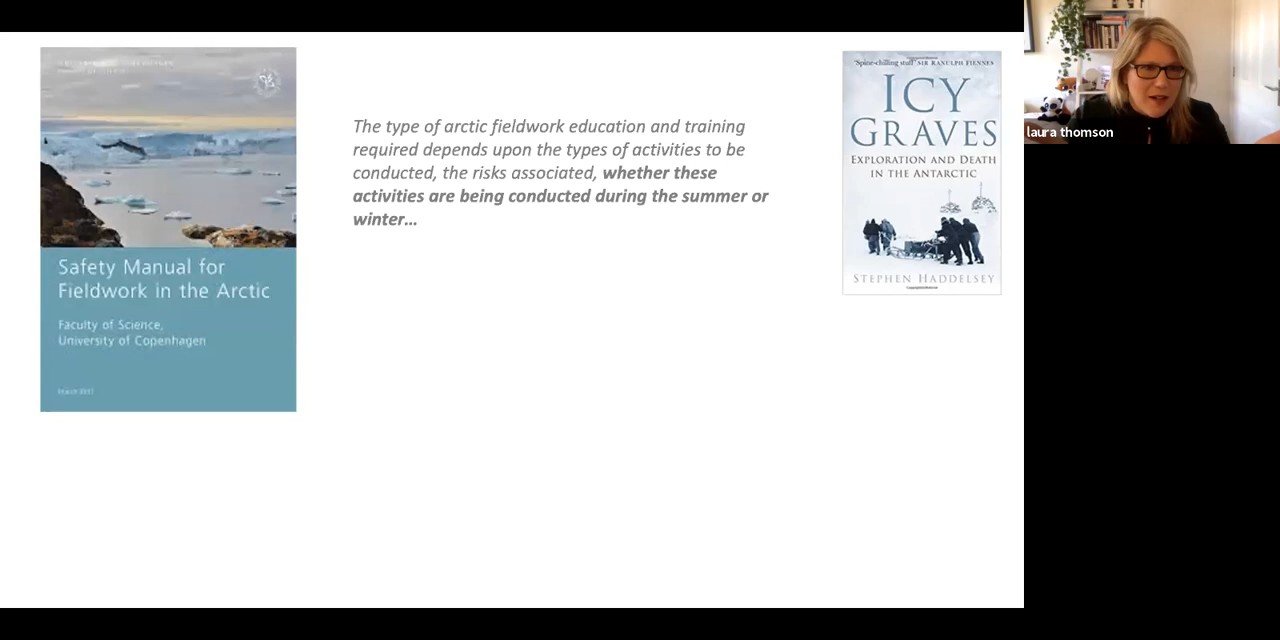 Safety Manual for
Fieldwork in the Arctic
Faculty of Science,
University of Copenhagen
The type of arctic fieldwork education and training
required depends upon the types of activities to be
conducted, the risks associated, whether these
activities are being conducted during the summer or
winter...
"Spine-chilling stuff" SIR RANULPH FIENNES
ICY
GRAVES
EXPLORATION AND DEATH
IN THE ANTARCTIC
STEPHEN HADDELSEY
laura thomson